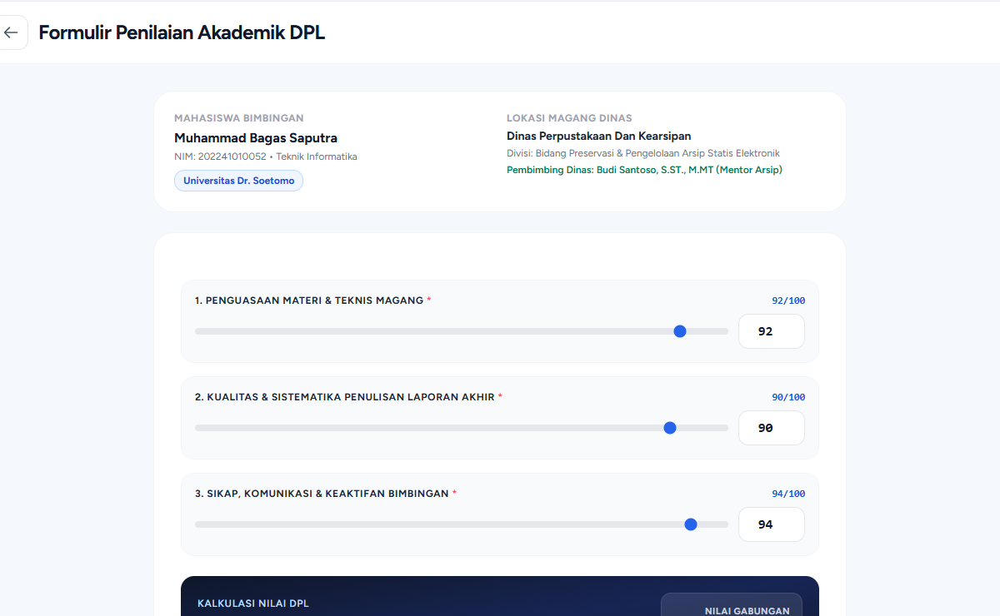 Formulir Penilaian Akademik DPL
MAHASISWA BIMBINGAN
Muhammad Bagas Saputra
NIM: 202241010052 • Teknik Informatika
Universitas Dr. Soetomo
LOKASI MAGANG DINAS
Dinas Perpustakaan Dan Kearsipan
Divisi: Bidang Preservasi & Pengelolaan Arsip Statis Elektronik
Pembimbing Dinas: Budi Santoso, S.ST., M.MT (Mentor Arsip)
1. PENGUASAAN MATERI & TEKNIS MAGANG *
92/100
92
2. KUALITAS & SISTEMATIKA PENULISAN LAPORAN AKHIR *
90/100
90
3. SIKAP, KOMUNIKASI & KEAKTIFAN BIMBINGAN *
94/100
94
KALKULASI NILAI DPL
NILAI GABUNGAN